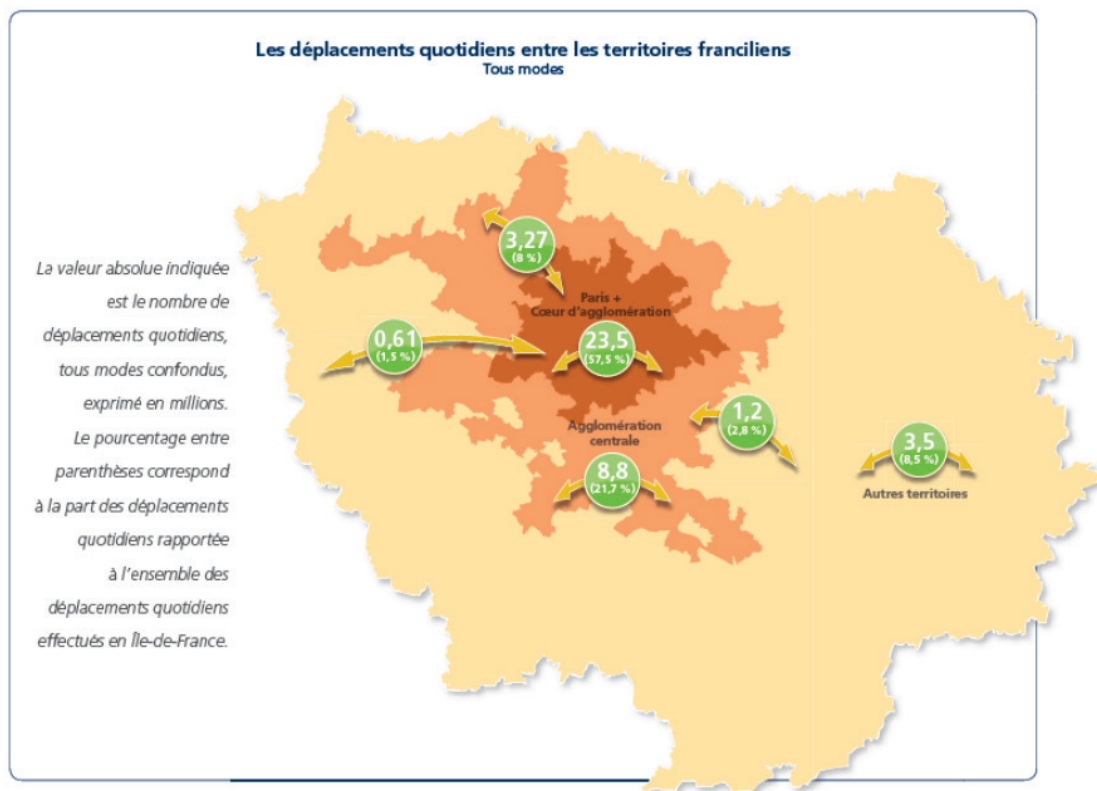 Les déplacements quotidiens entre les territoires franciliens
Tous modes
La valeur absolue indiquée
est le nombre de
déplacements quotidiens,
tous modes confondus,
exprimé en millions.
Le pourcentage entre
parenthèses correspond
à la part des déplacements
quotidiens rapportée
à l'ensemble des
déplacements quotidiens
effectués en Île-de-France.
3,27
(8 %)
Paris +
Cœur d'agglomération
0,61
(1,5 %)
23,5
(57,5 %)
1,2
(2,8 %)
Agglomération
centrale
8,8
(21,7 %)
3,5
(8,5 %)
Autres territoires